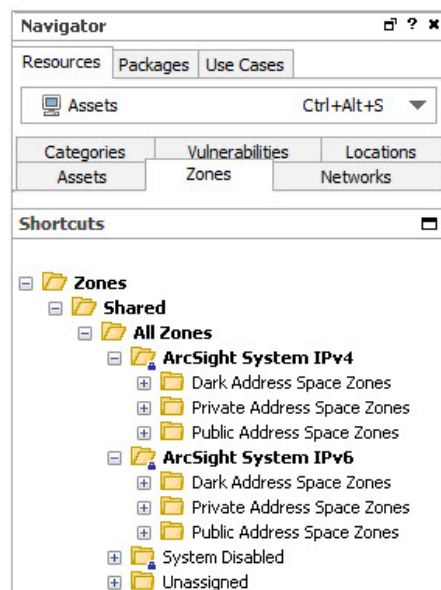 Navigator ?
Resources Packages Use Cases
Assets Ctrl+Alt+S
Categories Vulnerabilities Locations
Assets Zones Networks
Shortcuts
Zones
Shared
All Zones
ArcSight System IPv4
Dark Address Space Zones
Private Address Space Zones
Public Address Space Zones
ArcSight System IPv6
Dark Address Space Zones
Private Address Space Zones
Public Address Space Zones
System Disabled
Unassigned